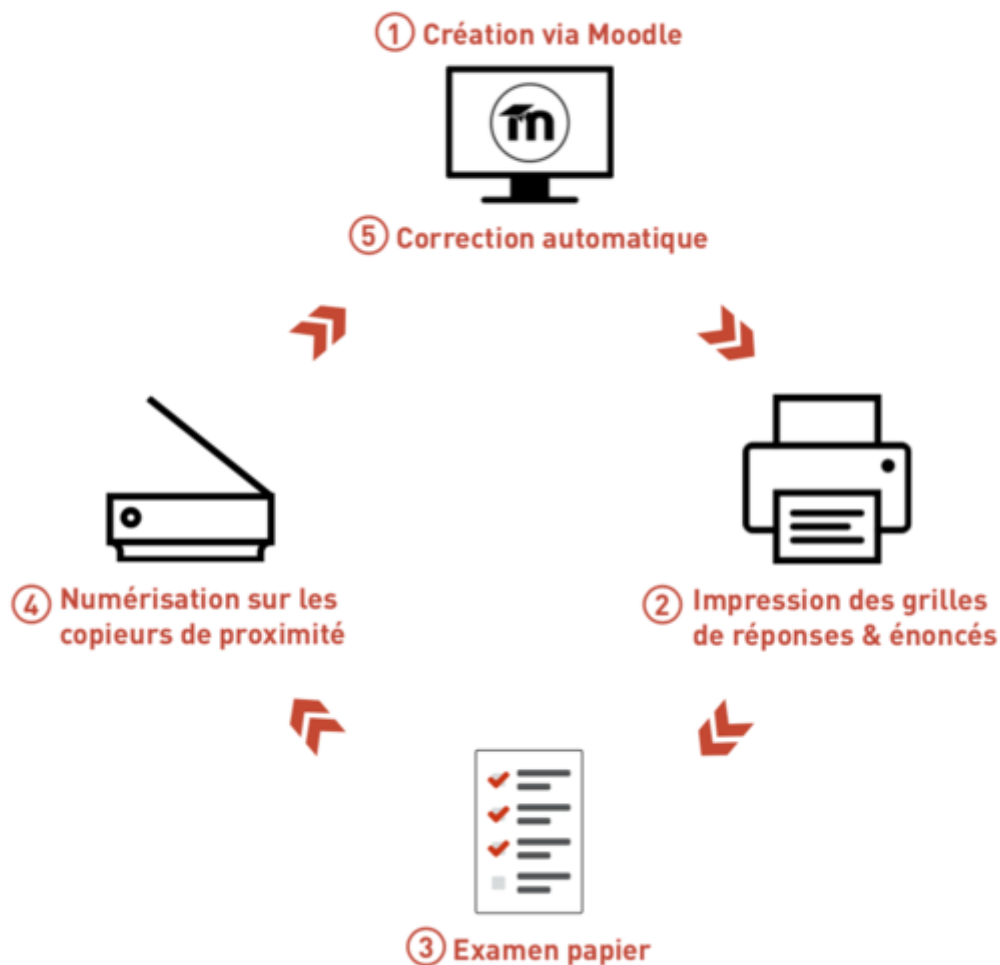 ① Création via Moodle
m
⑤ Correction automatique
② Impression des grilles
de réponses & énoncés
③ Examen papier
④ Numérisation sur les
copieurs de proximité